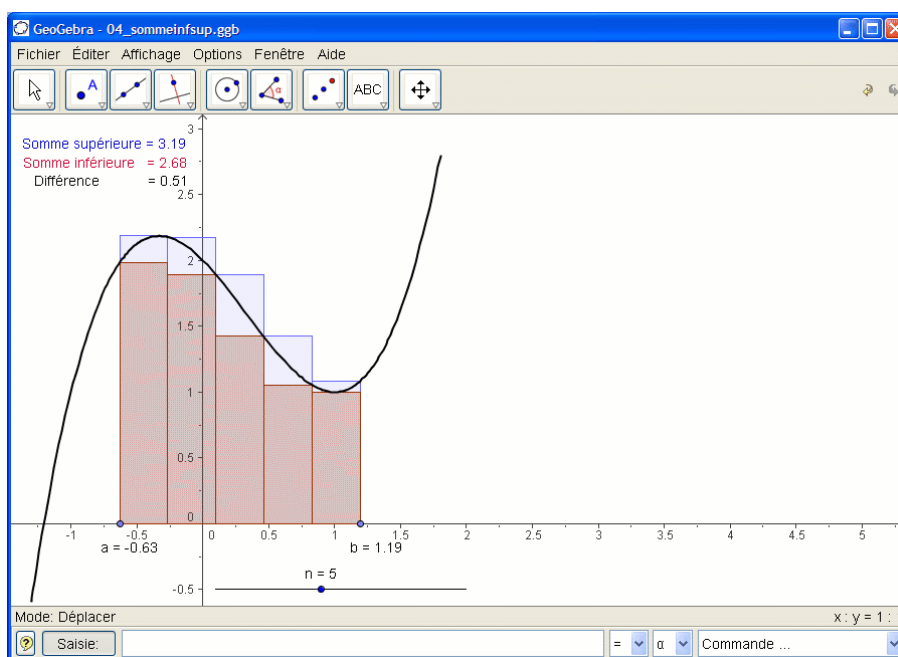 GeoGebra - 04_sommeinfsup.ggb
Fichier Éditer Affichage Options Fenêtre Aide
A α ABC
Somme supérieure = 3.19
Somme inférieure = 2.68
Différence = 0.51
3
2.5
2
1.5
1
0.5
0
-0.5
-1 -0.5 0 0.5 1 1.5 2 2.5 3 3.5 4 4.5 5
a = -0.63 b = 1.19
n = 5
Mode: Déplacer x : y = 1 :
? Saisie: = α Commande ...